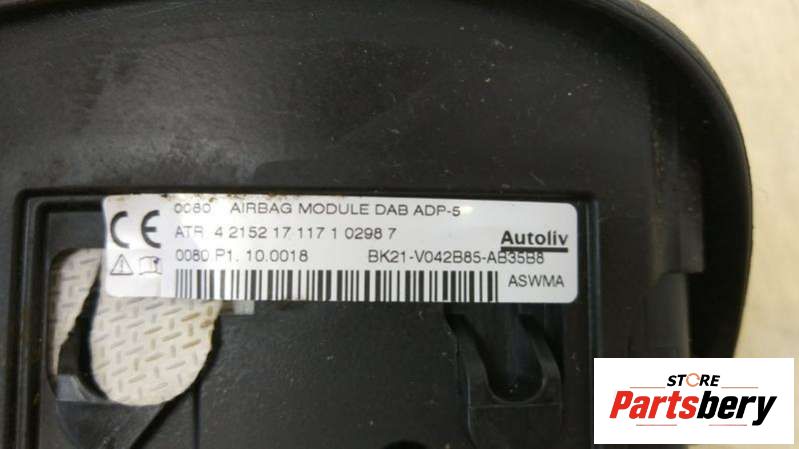 0080 AIRBAG MODULE DAB ADP-5
ATR 4 2152 17 117 1 0298 7
Autoliv
0080 P1. 10.0018 BK21-V042B85-AB35B8
ASWMA
STORE
Partsbery